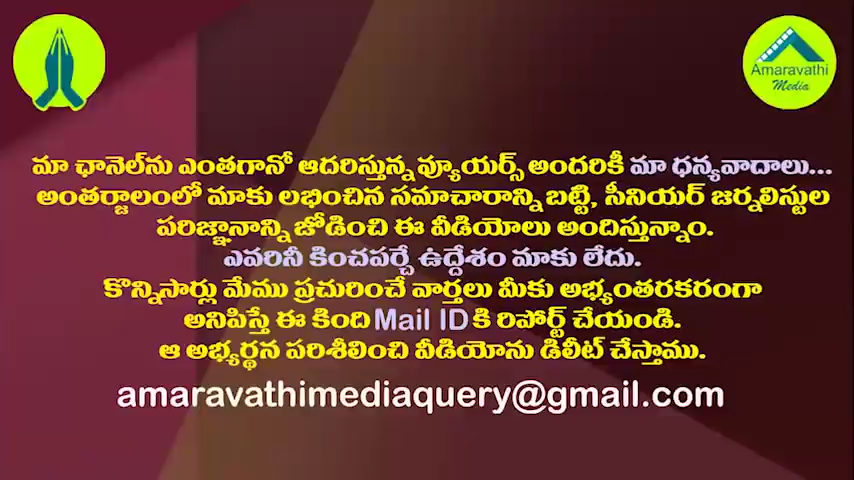 Amaravathi
Media
మా ఛానెల్‌ను ఎంతగానో ఆదరిస్తున్న వ్యూయర్స్ అందరికీ మా ధన్యవాదాలు...
అంతర్జాలంలో మాకు లభించిన సమాచారాన్ని బట్టి, సీనియర్ జర్నలిస్టుల
పరిజ్ఞానాన్ని జోడించి ఈ వీడియోలు అందిస్తున్నాం.
ఎవరినీ కించపర్చే ఉద్దేశం మాకు లేదు.
కొన్నిసార్లు మేము ప్రచురించే వార్తలు మీకు అభ్యంతరకరంగా
అనిపిస్తే ఈ కింది Mail ID కి రిపోర్ట్ చేయండి.
ఆ అభ్యర్థన పరిశీలించి వీడియోను డిలీట్ చేస్తాము.
amaravathimediaquery@gmail.com